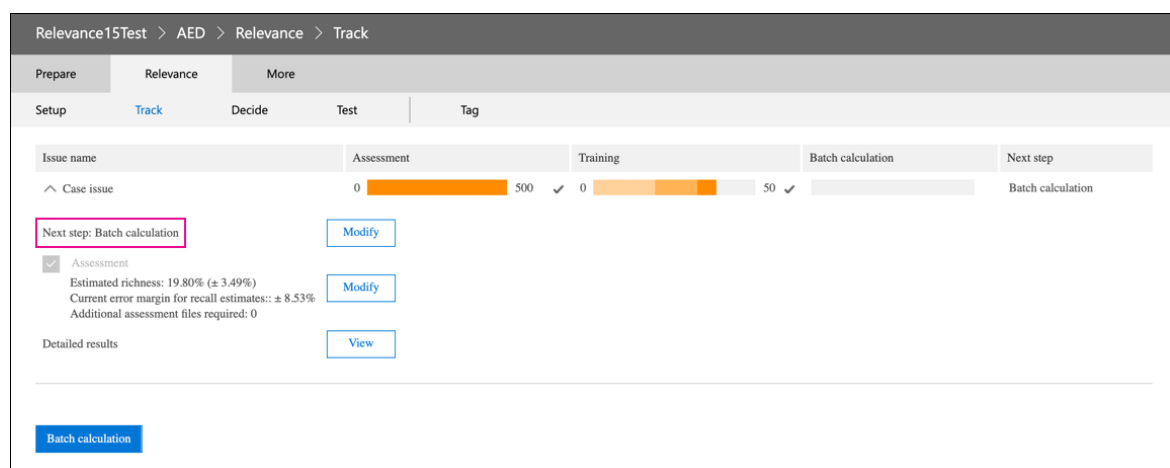 Relevance15Test > AED > Relevance > Track
Prepare Relevance More
Setup Track Decide Test Tag
Issue name Assessment Training Batch calculation Next step
Case issue 0 500 0 50 Batch calculation
Next step: Batch calculation Modify
Assessment
Estimated richness: 19.80% (± 3.49%)
Current error margin for recall estimates:: ± 8.53% Modify
Additional assessment files required: 0
Detailed results View
Batch calculation